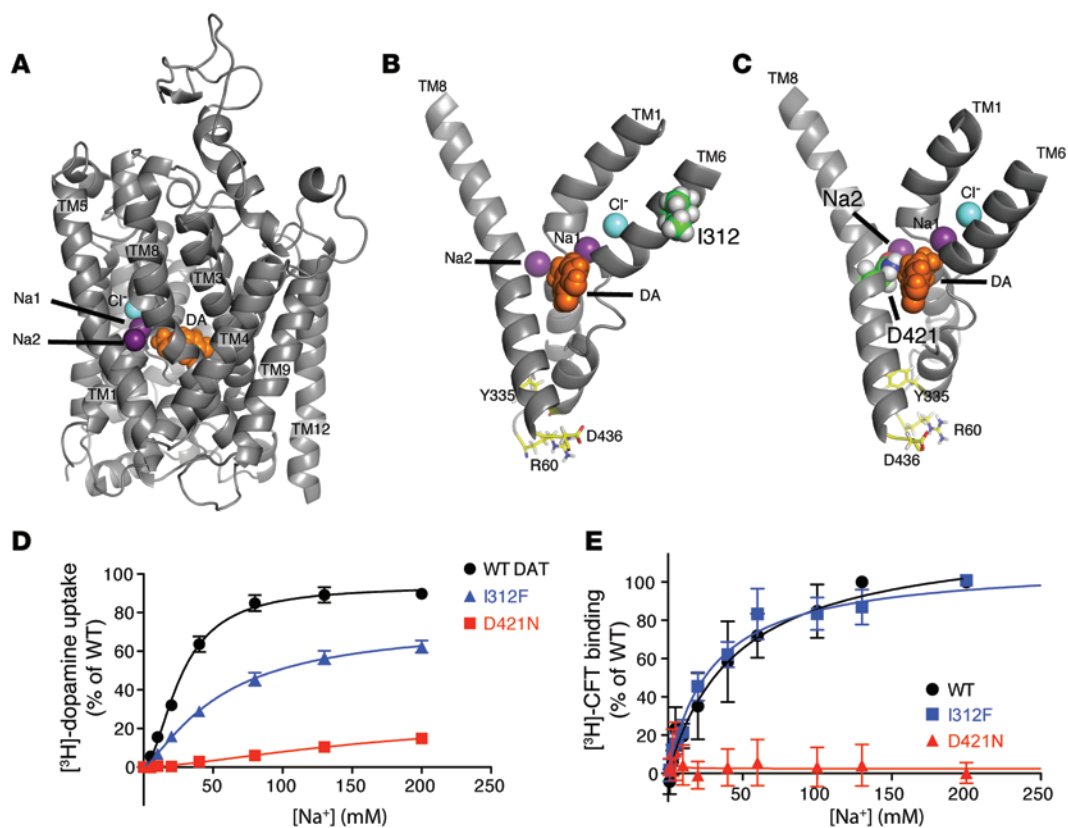 A
TM5
TM8
TM3
Na1
Cl⁻
DA
Na2
TM4
TM1
TM9
TM12
B
TM8
TM1
TM6
Cl⁻
I312
Na1
Na2
DA
Y335
D436
R60
C
TM8
TM1
TM6
Na2
Cl⁻
Na1
DA
D421
Y335
R60
D436
D
[³H]-dopamine uptake
(% of WT)
100
80
60
40
20
0
50
100
150
200
250
[Na⁺] (mM)
WT DAT
I312F
D421N
E
[³H]-CFT binding
(% of WT)
100
80
60
40
20
0
50
100
150
200
250
[Na⁺] (mM)
WT
I312F
D421N